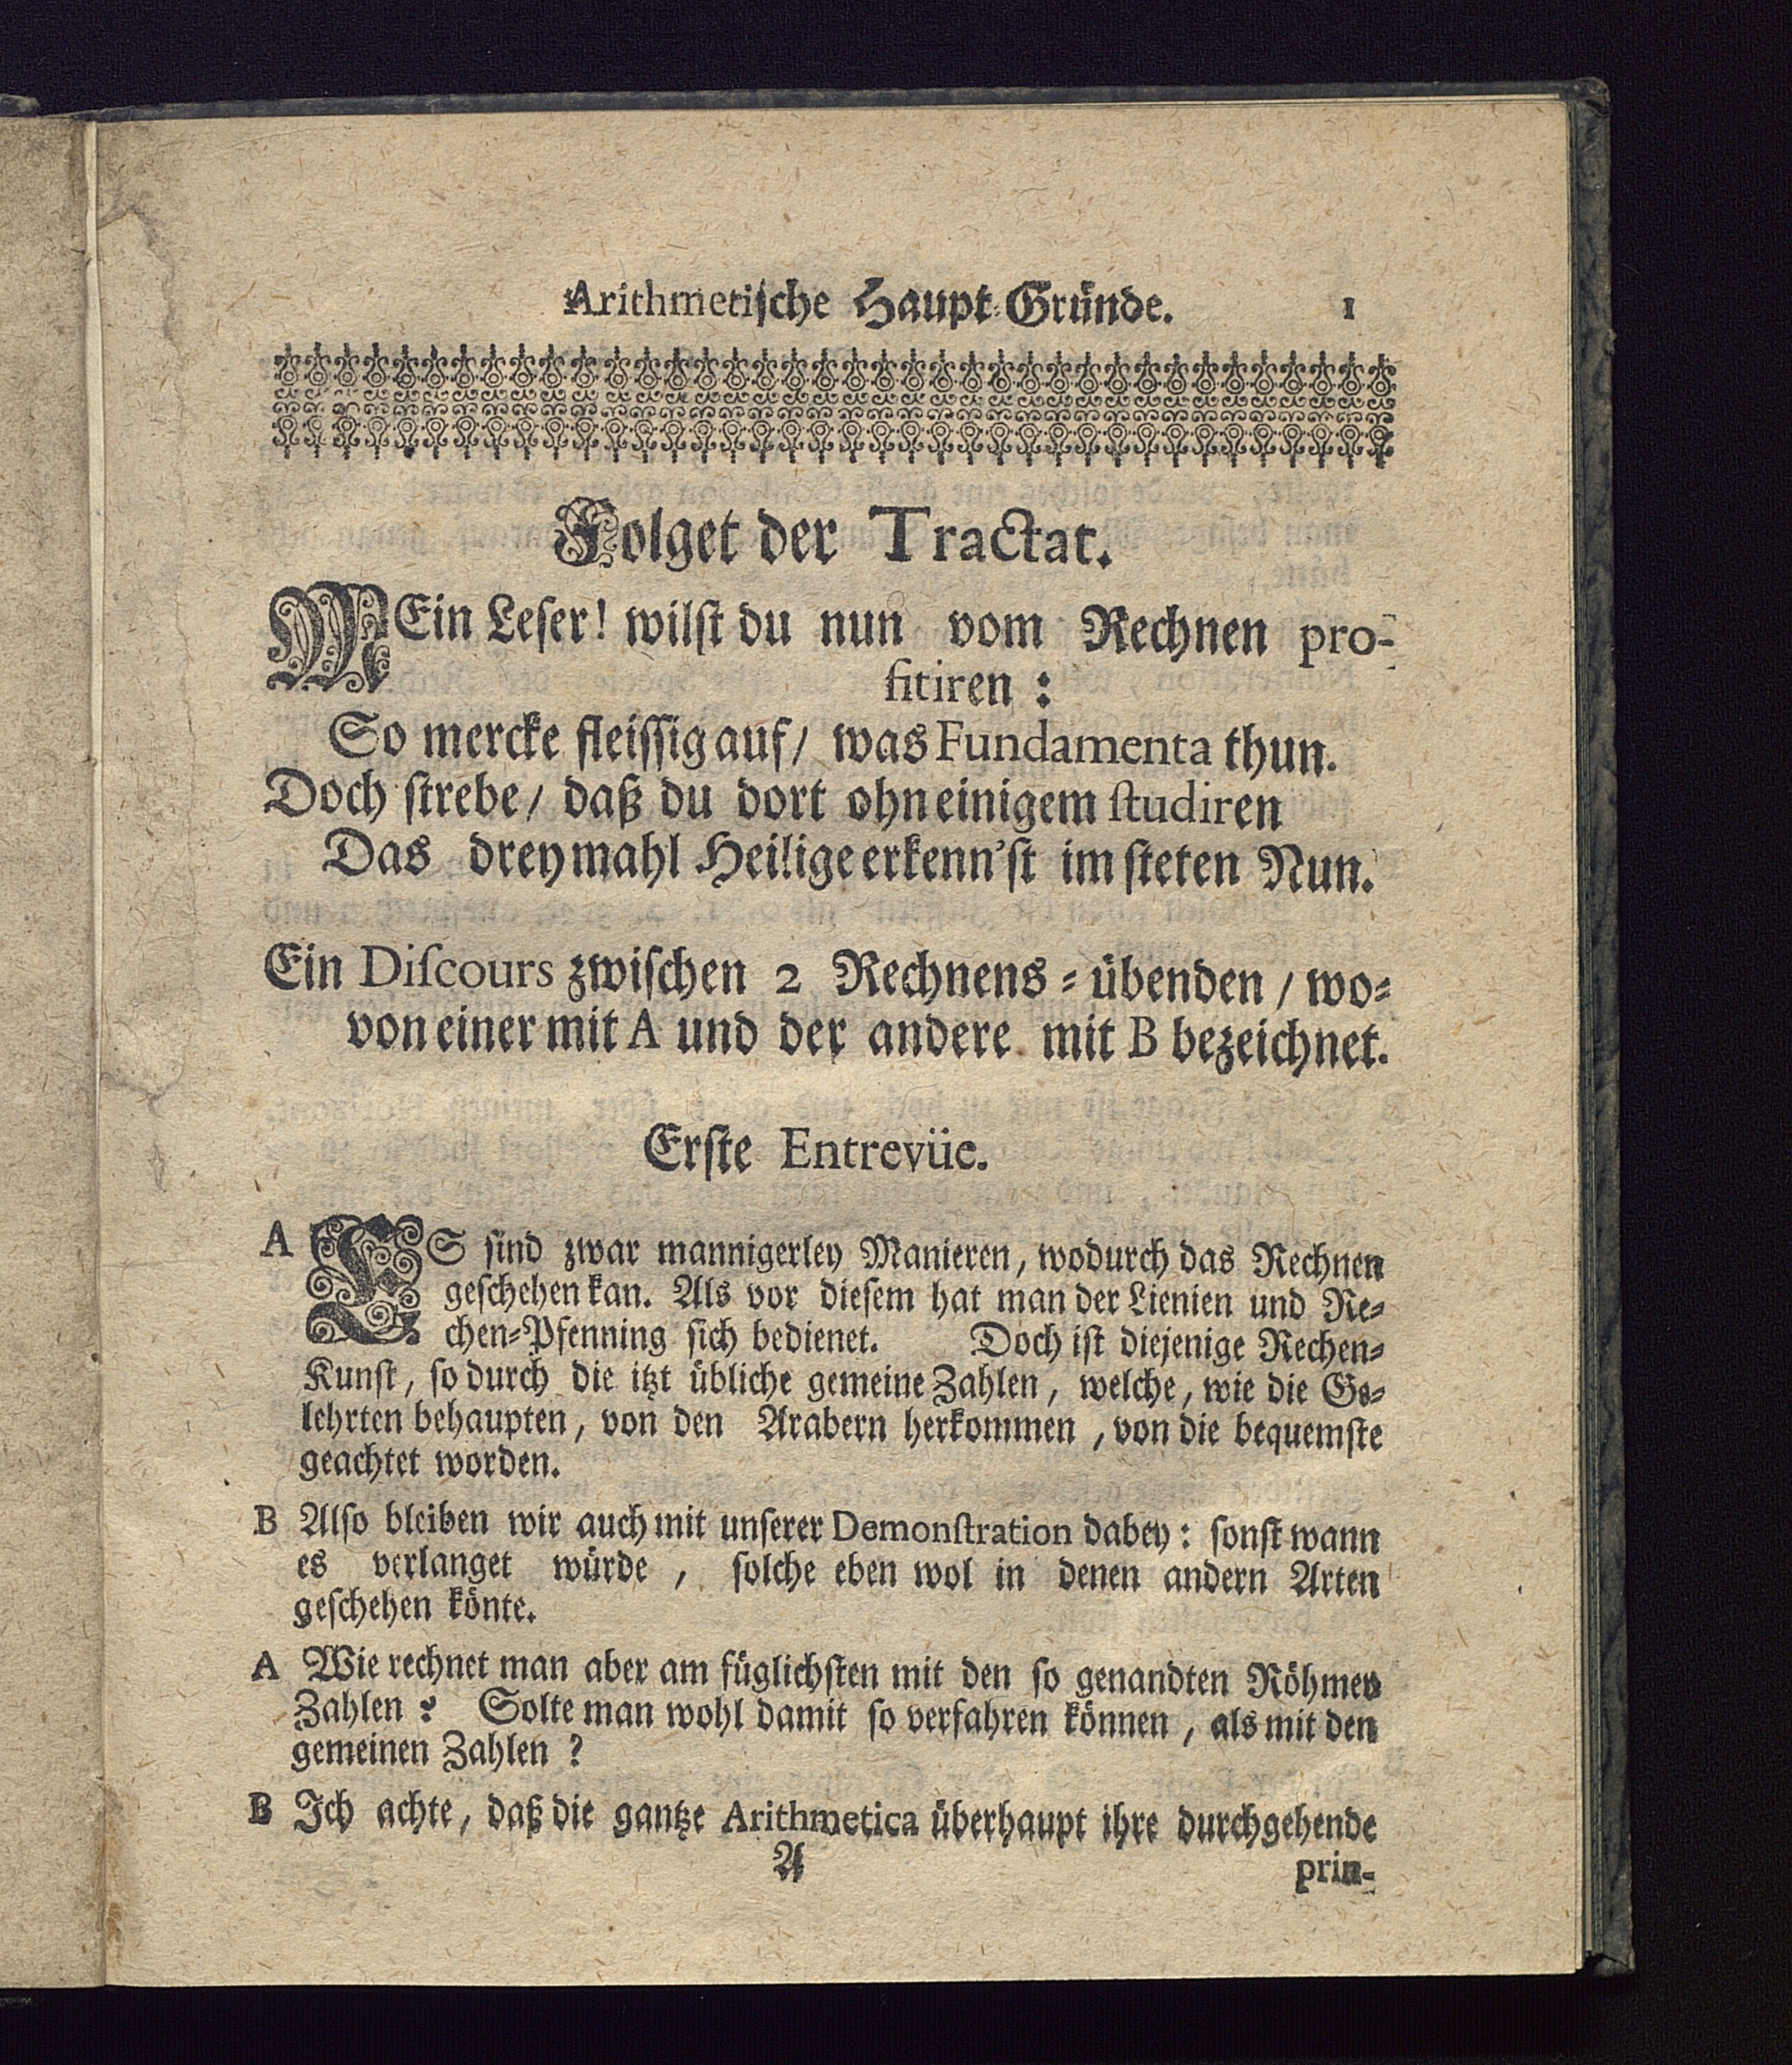 Arithmetische Haupt-Gründe. 1
Folget der Tractat.
MEin Leser! wilst du nun vom Rechnen pro-
fitiren:
So mercke fleissig auf/ was Fundamenta thun.
Doch strebe/ daß du dort ohn einigem studiren
Das dreymahl Heilige erkenn'st im steten Nun.
Ein Discours zwischen 2 Rechnens-übenden/ wo-
von einer mit A und der andere mit B bezeichnet.
Erste Entrevüe.
A ES sind zwar mannigerley Manieren, wodurch das Rechnen
geschehen kan. Als vor diesem hat man der Lienien und Re-
chen-Pfenning sich bedienet. Doch ist diejenige Rechen-
Kunst, so durch die itzt übliche gemeine Zahlen, welche, wie die Ge-
lehrten behaupten, von den Arabern herkommen, von die bequemste
geachtet worden.
B Also bleiben wir auch mit unserer Demonstration dabey: sonst wann
es verlanget würde, solche eben wol in denen andern Arten
geschehen könte.
A Wie rechnet man aber am füglichsten mit den so genandten Röhmer
Zahlen? Solte man wohl damit so verfahren können, als mit den
gemeinen Zahlen?
B Ich achte, daß die gantze Arithmetica überhaupt ihre durchgehende
A prin-